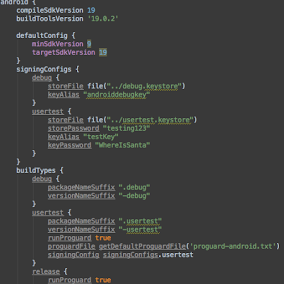 android {
compileSdkVersion 19
buildToolsVersion '19.0.2'
defaultConfig {
minSdkVersion 9
targetSdkVersion 19
}
signingConfigs {
debug {
storeFile file("../debug.keystore")
keyAlias "androiddebugkey"
}
usertest {
storeFile file("../usertest.keystore")
storePassword "testing123"
keyAlias "testKey"
keyPassword "WhereIsSanta"
}
}
buildTypes {
debug {
packageNameSuffix ".debug"
versionNameSuffix "-debug"
}
usertest {
packageNameSuffix ".usertest"
versionNameSuffix "-usertest"
runProguard true
proguardFile getDefaultProguardFile('proguard-android.txt')
signingConfig signingConfigs.usertest
}
release {
runProguard true